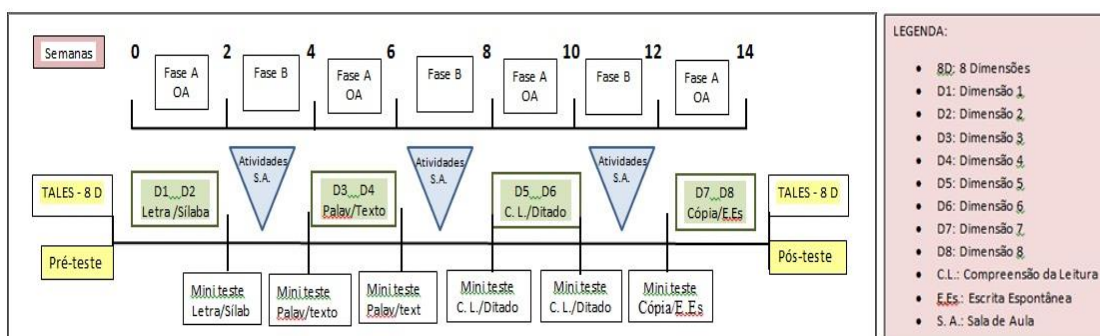 Semanas
0 2 4 6 8 10 12 14
Fase A
OA
Fase B
Fase A
OA
Fase B
Fase A
OA
Fase B
Fase A
OA
TALES - 8 D
D1 D2
Letra /Sílaba
Atividades
S.A.
D3 D4
Palav/Texto
Atividades
S.A.
D5 D6
C. L./Ditado
Atividades
S.A.
D7 D8
Cópia/E.Es
TALES - 8 D
Pré-teste
Pós-teste
Mini.teste
Letra/Síláb
Mini.teste
Palav/texto
Mini.teste
Palav/text
Mini.teste
C. L./Ditado
Mini.teste
C. L./Ditado
Mini.teste
Cópia/E.Es
LEGENDA:
• 8D: 8 Dimensões
• D1: Dimensão 1
• D2: Dimensão 2
• D3: Dimensão 3
• D4: Dimensão 4
• D5: Dimensão 5
• D6: Dimensão 6
• D7: Dimensão 7
• D8: Dimensão 8
• C.L.: Compreensão da Leitura
• E.Es.: Escrita Espontânea
• S. A.: Sala de Aula